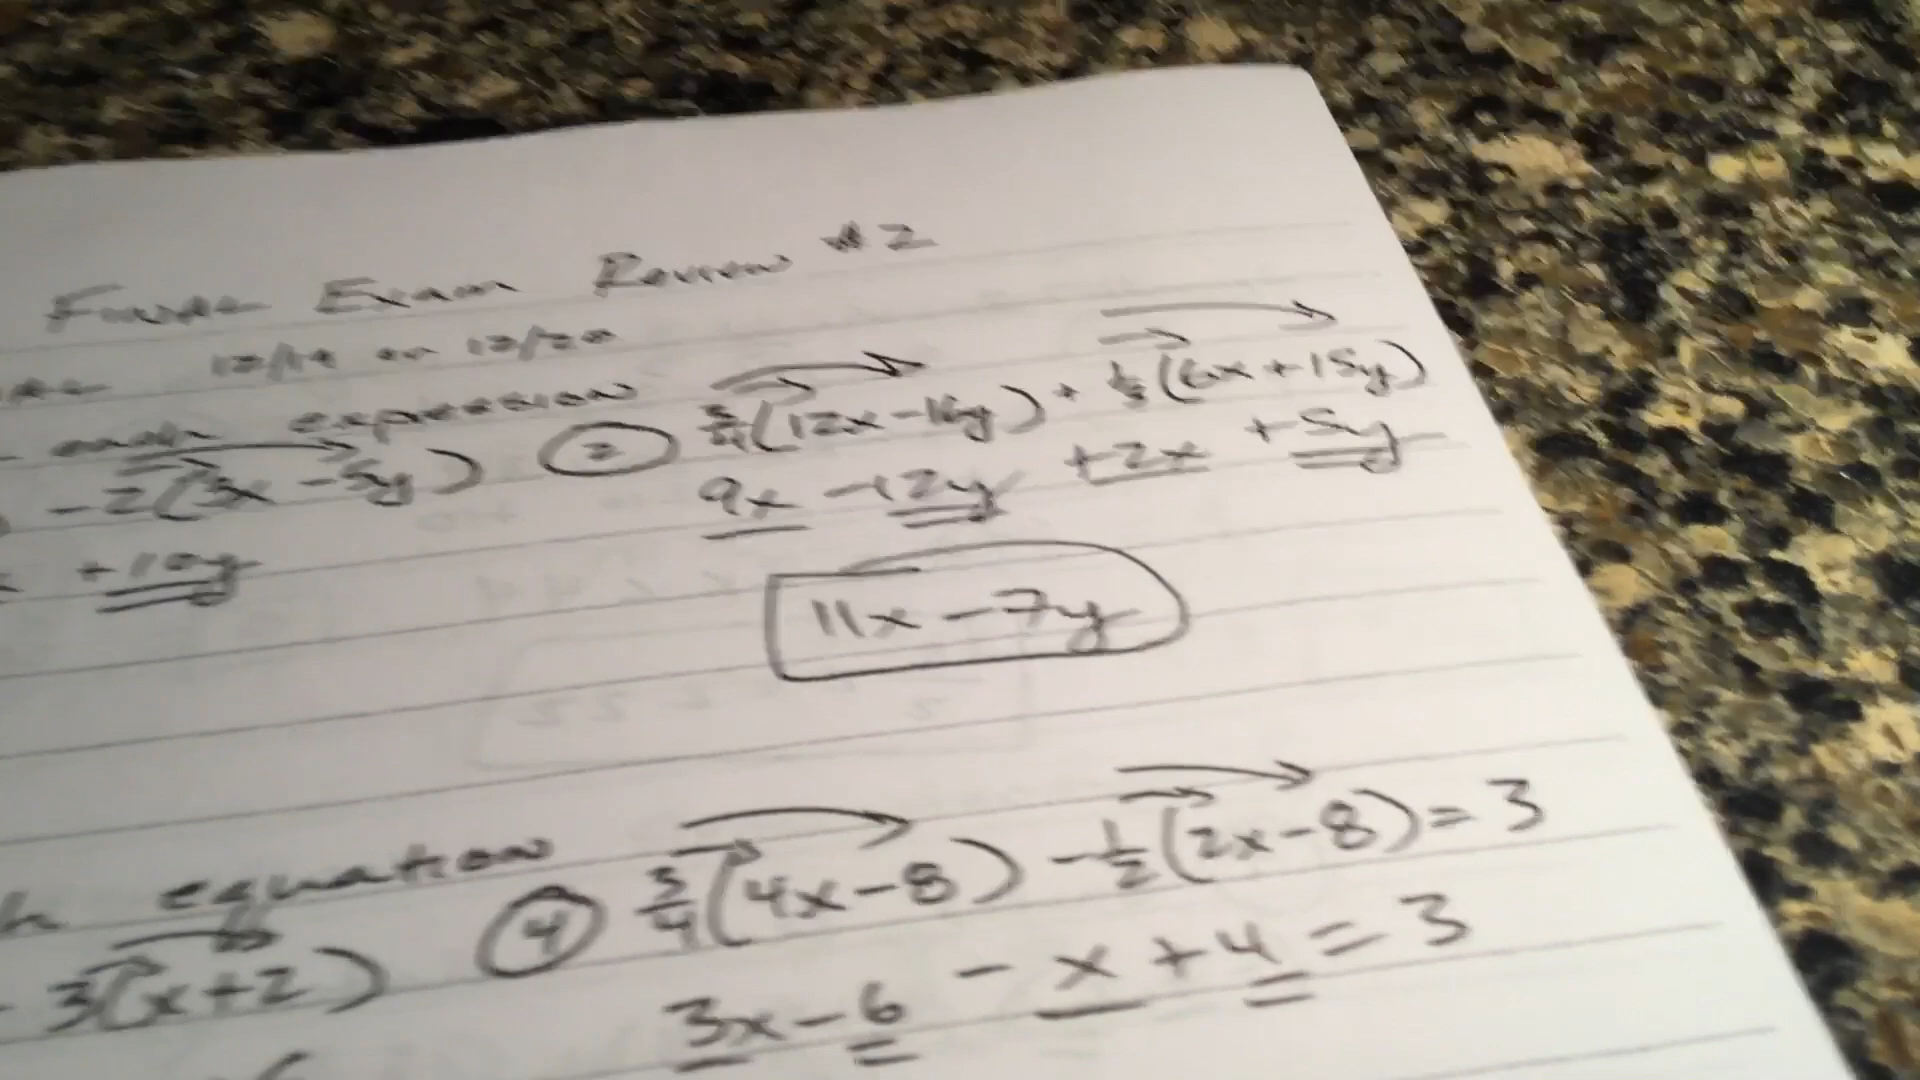 Exam Review #2
12/19 or 12/20
each expression
-2(3x-5y) ② 3/4(12x-16y) + 1/3(6x+15y)
+10y 9x -12y +2x +5y
11x-7y
equation
3(x+2) ④ 3/4(4x-8) -1/2(2x-8)=3
3x-6 -x+4=3